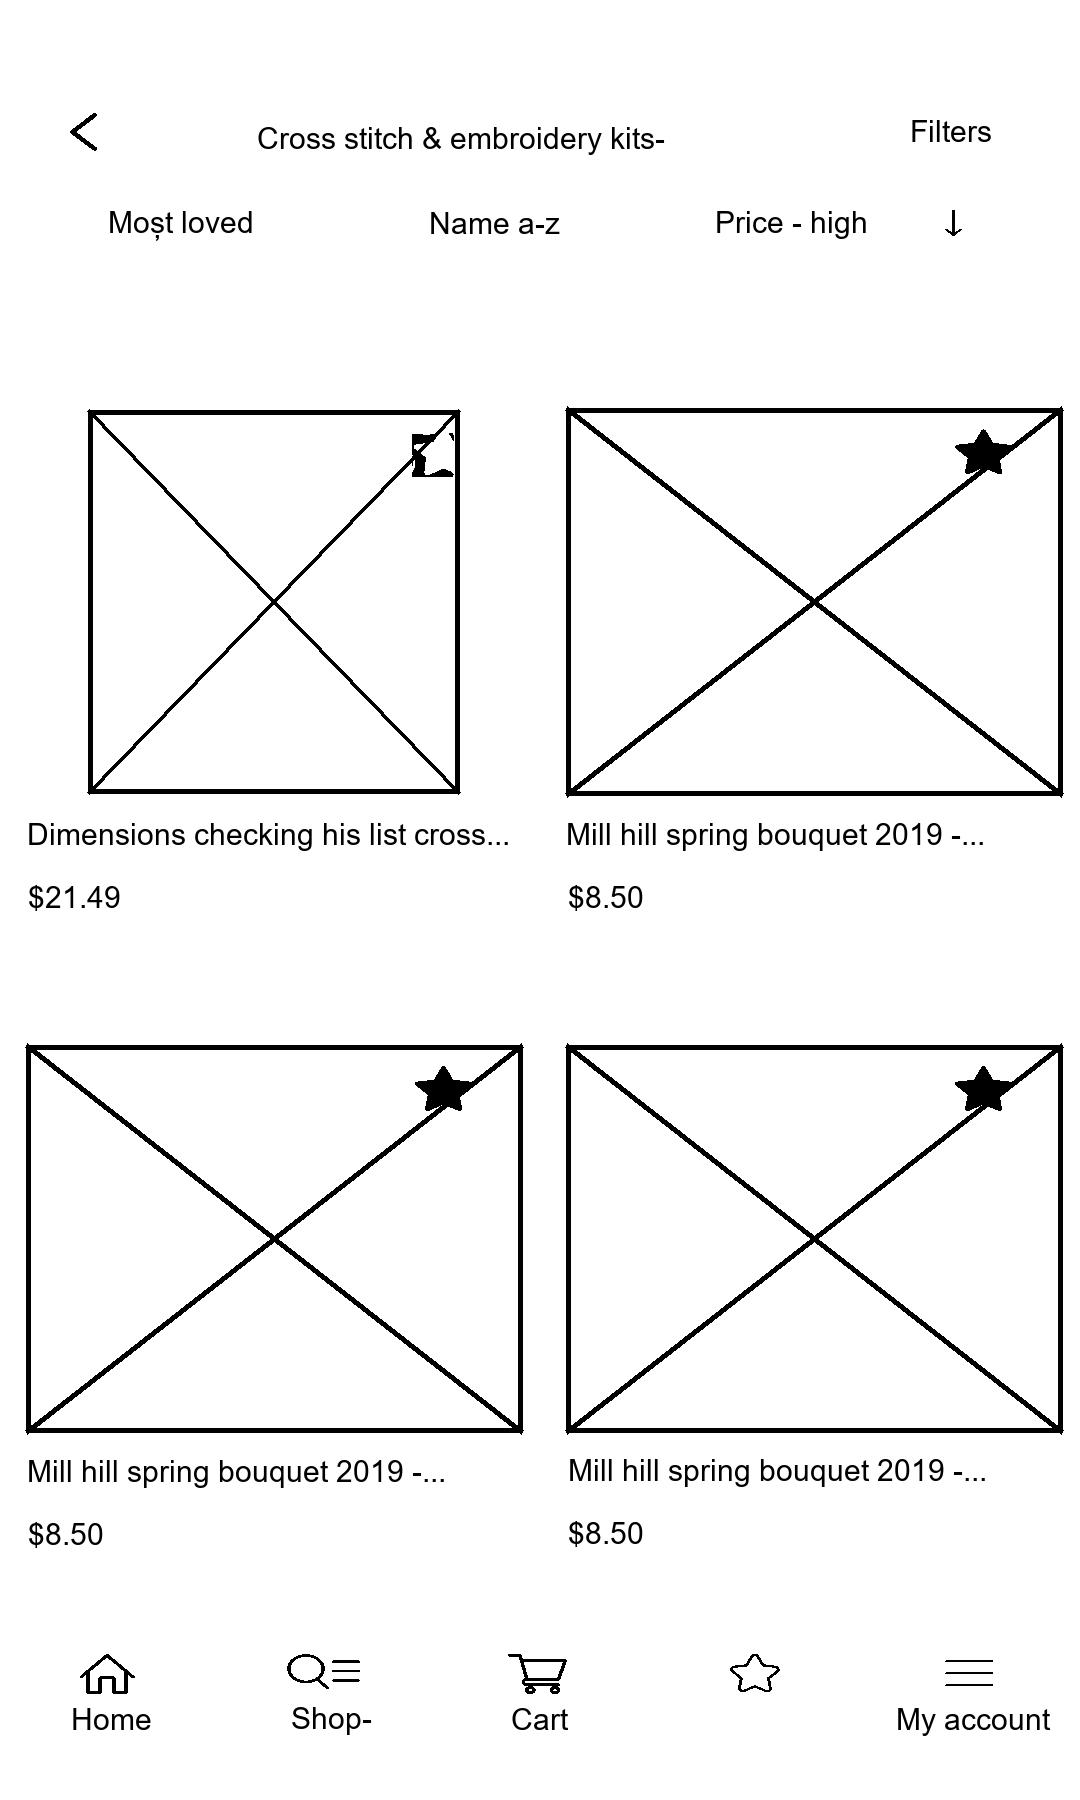 Cross stitch & embroidery kits-
Filters
Moșt loved
Name a-z
Price - high ↓
Dimensions checking his list cross...
$21.49
Mill hill spring bouquet 2019 -...
$8.50
Mill hill spring bouquet 2019 -...
$8.50
Mill hill spring bouquet 2019 -...
$8.50
Home
Shop-
Cart
My account